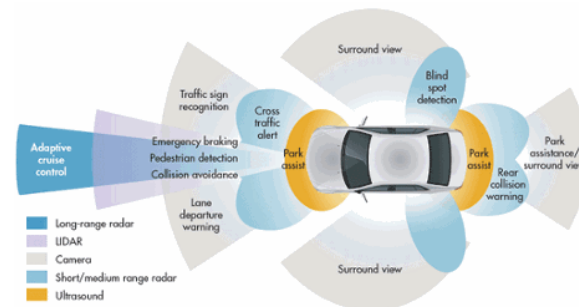 Surround view
Traffic sign
recognition
Blind
spot
detection
Cross
traffic
alert
Emergency braking
Pedestrian detection
Collision avoidance
Adaptive
cruise
control
Park
assist
Park
assist
Park
assistance/
surround view
Rear
collision
warning
Lane
departure
warning
Surround view
Long-range radar
LIDAR
Camera
Short/medium range radar
Ultrasound